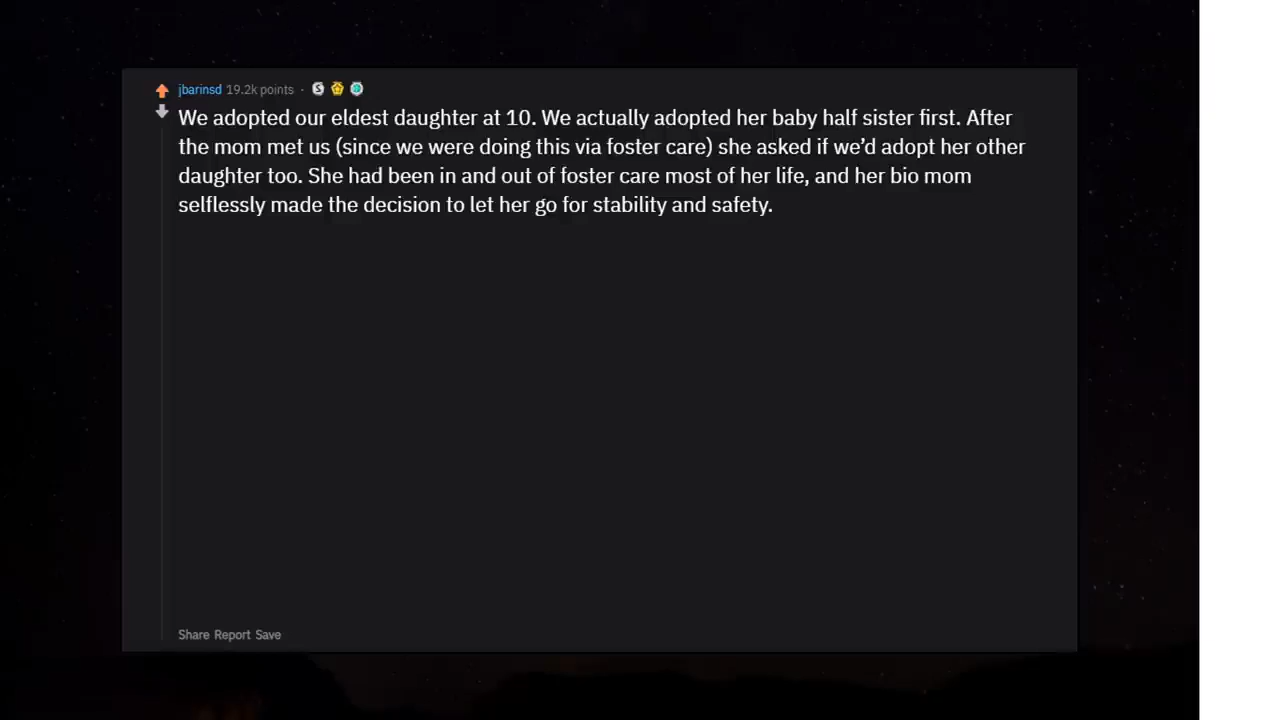 jbarinsd 19.2k points ·
We adopted our eldest daughter at 10. We actually adopted her baby half sister first. After
the mom met us (since we were doing this via foster care) she asked if we’d adopt her other
daughter too. She had been in and out of foster care most of her life, and her bio mom
selflessly made the decision to let her go for stability and safety.
Share Report Save